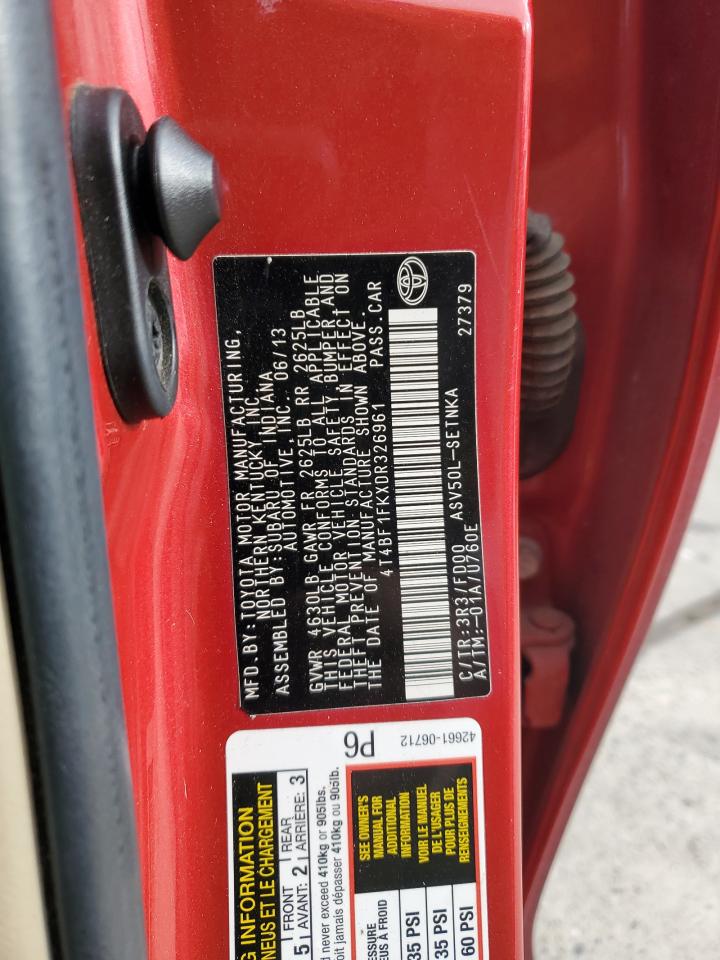 MFD.BY:TOYOTA MOTOR MANUFACTURING,
NORTHERN KENTUCKY, INC.
ASSEMBLED BY:SUBARU OF INDIANA
AUTOMOTIVE, INC. 06/13
GVWR 4630LB GAWR FR 2625LB RR 2625LB
THIS VEHICLE CONFORMS TO ALL APPLICABLE
FEDERAL MOTOR VEHICLE SAFETY, BUMPER,AND
THEFT PREVENTION STANDARDS IN EFFECT ON
THE DATE OF MANUFACTURE SHOWN ABOVE.
4T4BF1FKXDR326961 PASS.CAR
C/TR:3R3/FD00 ASV50L-SETNKA
A/TM:-01A/U760E 27379
P6
42661-06712
INFORMATION
NEUS ET LE CHARGEMENT
5 FRONT AVANT: 2 REAR ARRIÈRE: 3
d never exceed 410kg or 905lbs.
oit jamais dépasser 410kg ou 905lb.
SEE OWNER'S
MANUAL FOR
ADDITIONAL
INFORMATION
VOIR LE MANUEL
DE L'USAGER
POUR PLUS DE
RENSEIGNEMENTS
35 PSI
35 PSI
60 PSI